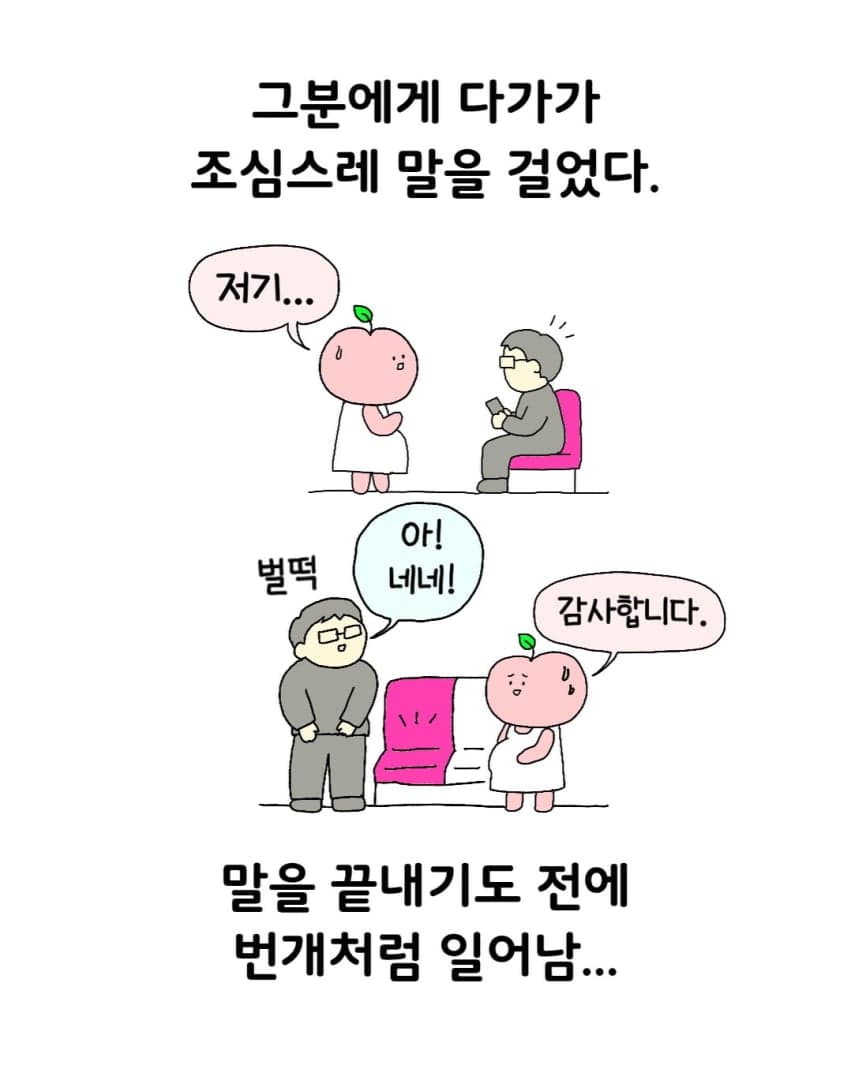 그분에게 다가가
조심스레 말을 걸었다.
저기...
벌떡
아!
네네!
감사합니다.
말을 끝내기도 전에
번개처럼 일어남...